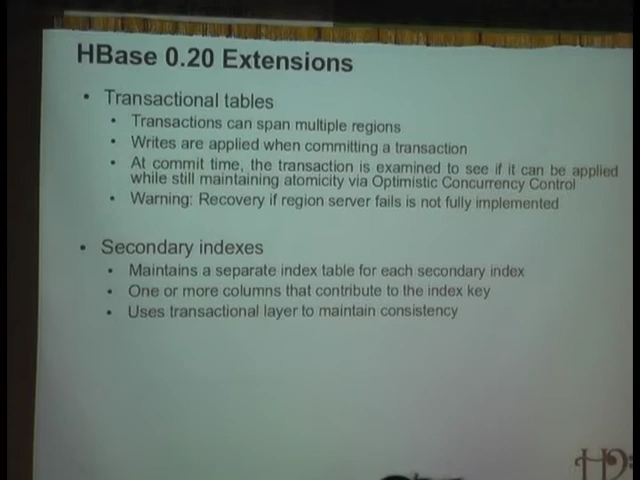 HBase 0.20 Extensions
• Transactional tables
• Transactions can span multiple regions
• Writes are applied when committing a transaction
• At commit time, the transaction is examined to see if it can be applied
while still maintaining atomicity via Optimistic Concurrency Control
• Warning: Recovery if region server fails is not fully implemented
• Secondary indexes
• Maintains a separate index table for each secondary index
• One or more columns that contribute to the index key
• Uses transactional layer to maintain consistency